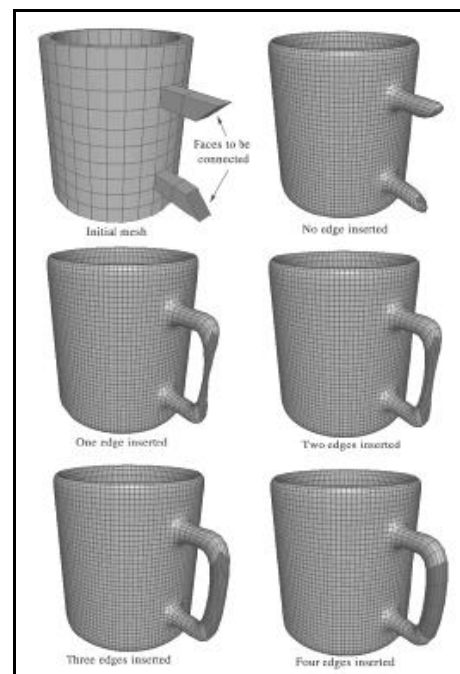 Faces to be
connected
Initial mesh
No edge inserted
One edge inserted
Two edges inserted
Three edges inserted
Four edges inserted